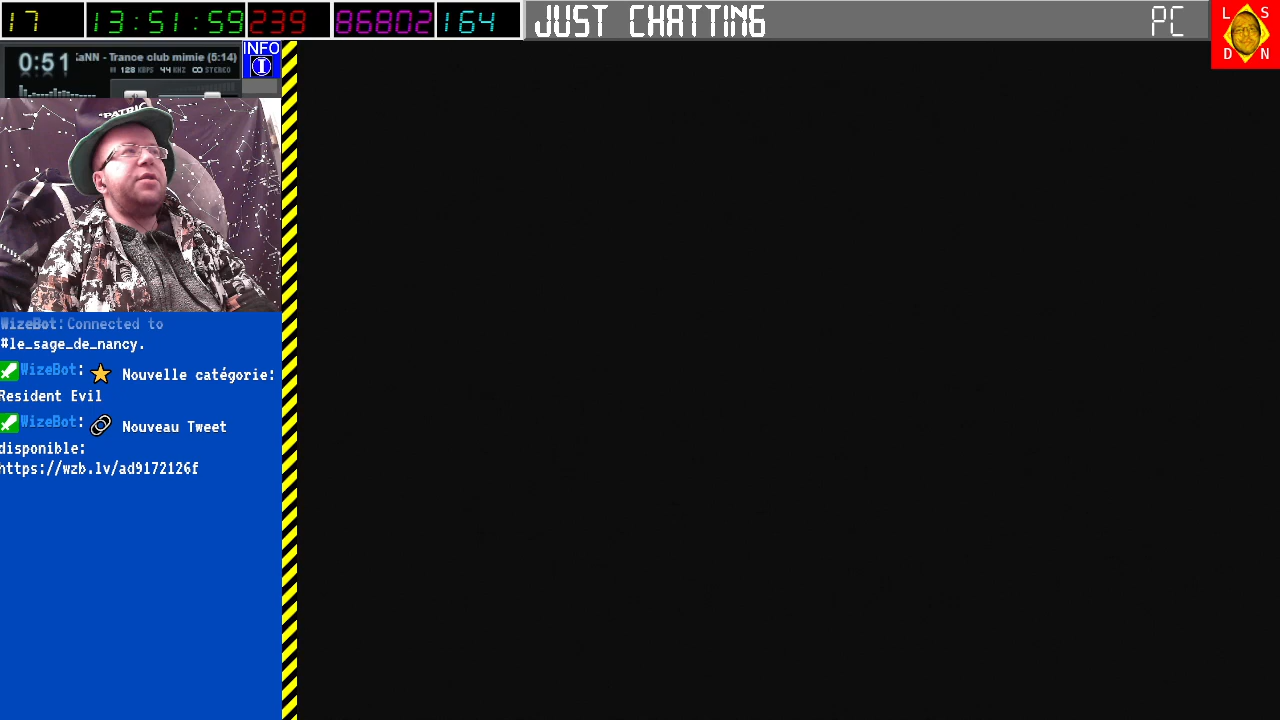 17
13:51:59
239
86802
164
JUST CHATTING
PC
L S
D N
0:51
KaNN - Trance club mimie (5:14)
128 KBPS 44 KHZ STEREO
INFO
PATRIO
WizeBot: Connected to
#le_sage_de_nancy.
WizeBot: Nouvelle catégorie:
Resident Evil
WizeBot: Nouveau Tweet
disponible:
https://wzb.lv/ad9172126f